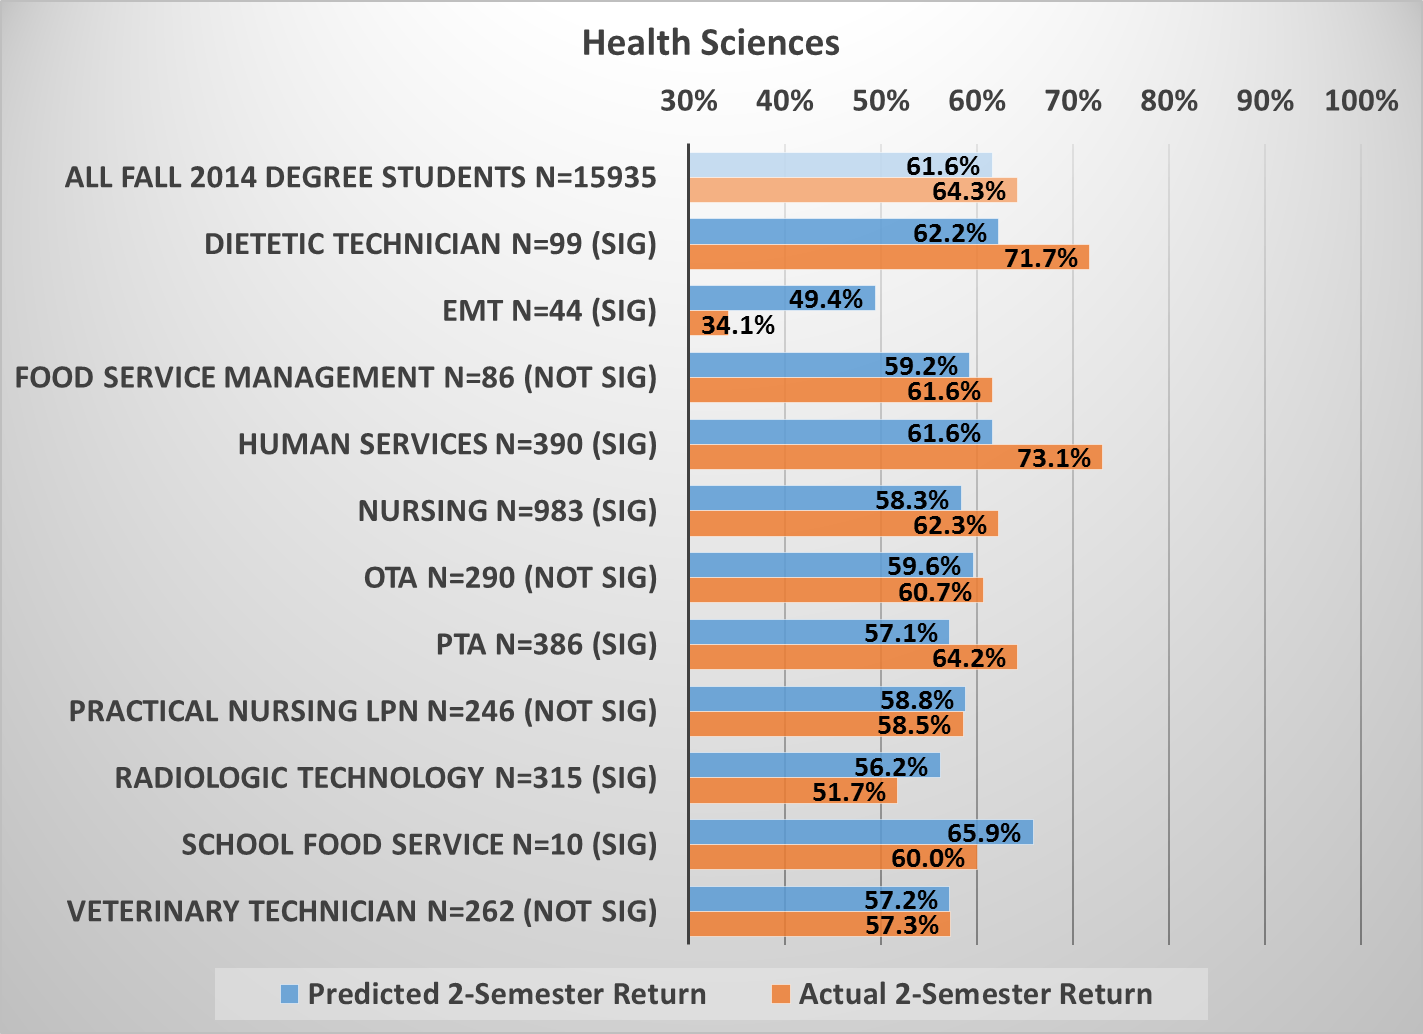 Health Sciences
30% 40% 50% 60% 70% 80% 90% 100%
ALL FALL 2014 DEGREE STUDENTS N=15935
61.6%
64.3%
DIETETIC TECHNICIAN N=99 (SIG)
62.2%
71.7%
EMT N=44 (SIG)
49.4%
34.1%
FOOD SERVICE MANAGEMENT N=86 (NOT SIG)
59.2%
61.6%
HUMAN SERVICES N=390 (SIG)
61.6%
73.1%
NURSING N=983 (SIG)
58.3%
62.3%
OTA N=290 (NOT SIG)
59.6%
60.7%
PTA N=386 (SIG)
57.1%
64.2%
PRACTICAL NURSING LPN N=246 (NOT SIG)
58.8%
58.5%
RADIOLOGIC TECHNOLOGY N=315 (SIG)
56.2%
51.7%
SCHOOL FOOD SERVICE N=10 (SIG)
65.9%
60.0%
VETERINARY TECHNICIAN N=262 (NOT SIG)
57.2%
57.3%
Predicted 2-Semester Return Actual 2-Semester Return